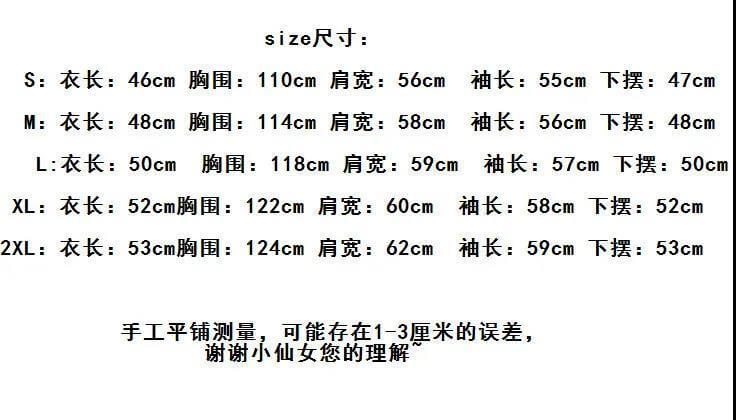 size尺寸：
S：衣长：46cm 胸围：110cm 肩宽：56cm 袖长：55cm 下摆：47cm
M：衣长：48cm 胸围：114cm 肩宽：58cm 袖长：56cm 下摆：48cm
L:衣长：50cm 胸围：118cm 肩宽：59cm 袖长：57cm 下摆：50cm
XL：衣长：52cm胸围：122cm 肩宽：60cm 袖长：58cm 下摆：52cm
2XL：衣长：53cm胸围：124cm 肩宽：62cm 袖长：59cm 下摆：53cm
手工平铺测量，可能存在1-3厘米的误差，
谢谢小仙女您的理解~